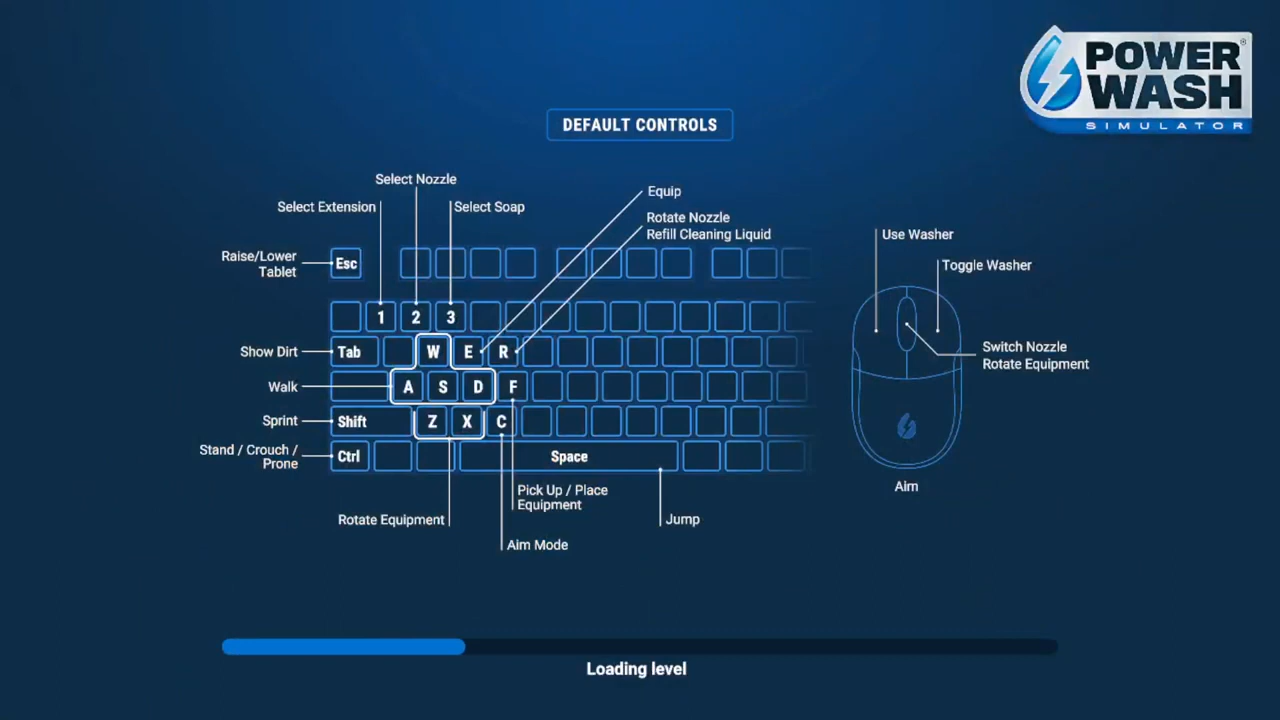 POWER
WASH
SIMULATOR
®
DEFAULT CONTROLS
Select Nozzle
Select Extension
Select Soap
Equip
Rotate Nozzle
Refill Cleaning Liquid
Use Washer
Toggle Washer
Raise/Lower
Tablet
Esc
1 2 3
Show Dirt
Tab W E R
Switch Nozzle
Rotate Equipment
Walk
A S D F
Sprint
Shift Z X C
Stand / Crouch /
Prone
Ctrl Space
Aim
Pick Up / Place
Equipment
Rotate Equipment
Jump
Aim Mode
Loading level